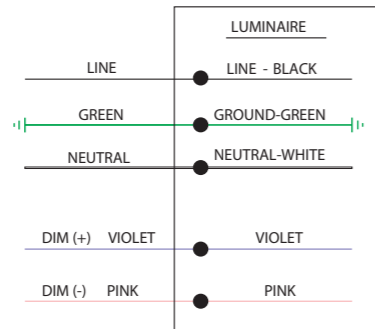 LUMINAIRE
LINE LINE - BLACK
GREEN GROUND-GREEN
NEUTRAL NEUTRAL-WHITE
DIM (+) VIOLET VIOLET
DIM (-) PINK PINK